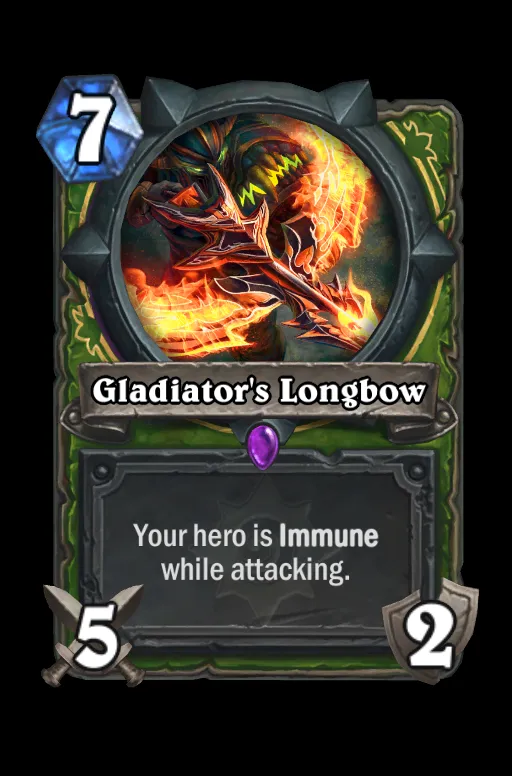 7
Gladiator's Longbow
Your hero is Immune
while attacking.
5
2